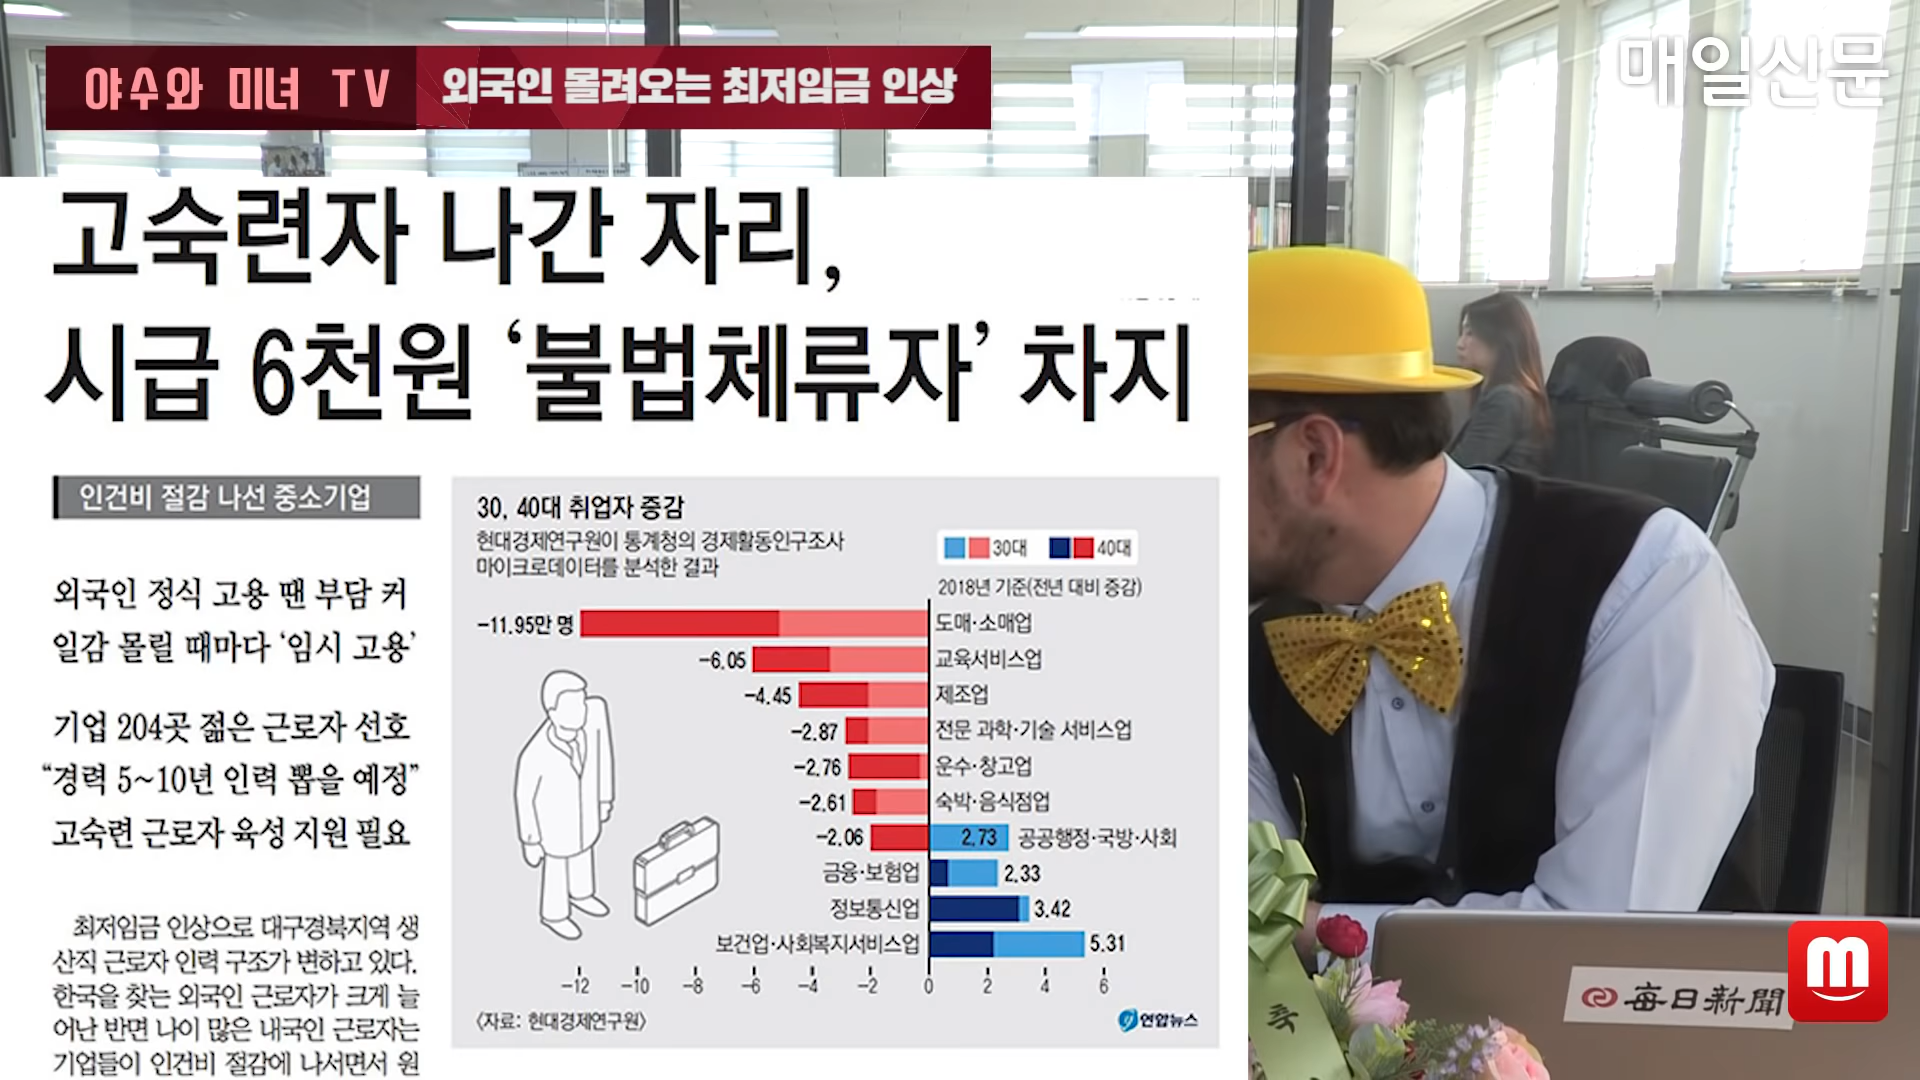 야수와 미녀 TV 외국인 몰려오는 최저임금 인상
매일신문
고숙련자 나간 자리,
시급 6천원 ‘불법체류자’ 차지
인건비 절감 나선 중소기업
외국인 정식 고용 땐 부담 커
일감 몰릴 때마다 ‘임시 고용’
기업 204곳 젊은 근로자 선호
“경력 5~10년 인력 뽑을 예정”
고숙련 근로자 육성 지원 필요
최저임금 인상으로 대구경북지역 생
산직 근로자 인력 구조가 변하고 있다.
한국을 찾는 외국인 근로자가 크게 늘
어난 반면 나이 많은 내국인 근로자는
기업들이 인건비 절감에 나서면서 원
30, 40대 취업자 증감
현대경제연구원이 통계청의 경제활동인구조사
마이크로데이터를 분석한 결과
30대 40대
2018년 기준(전년 대비 증감)
-11.95만 명 도매·소매업
-6.05 교육서비스업
-4.45 제조업
-2.87 전문 과학·기술 서비스업
-2.76 운수·창고업
-2.61 숙박·음식점업
-2.06 2.73 공공행정·국방·사회
금융·보험업 2.33
정보통신업 3.42
보건업·사회복지서비스업 5.31
-12 -10 -8 -6 -4 -2 0 2 4 6
〈자료: 현대경제연구원〉
y 연합뉴스
축
每日新聞
m